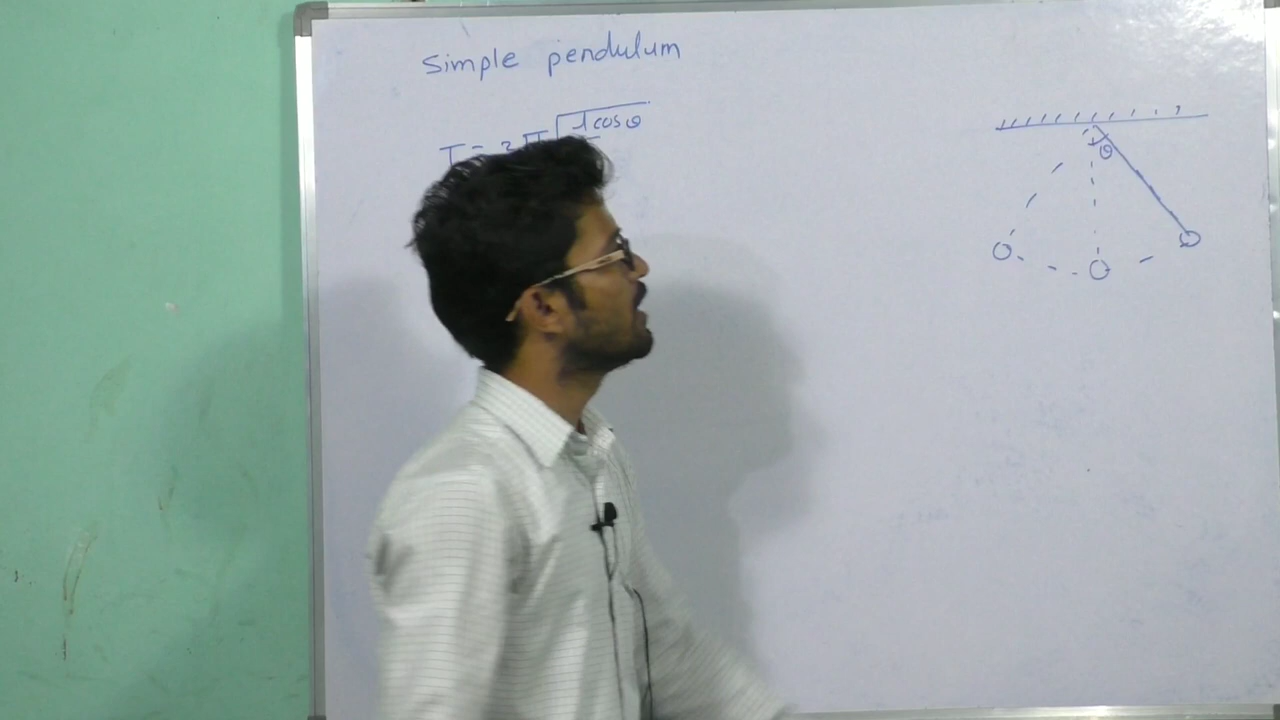 Simple pendulum
T = 2π √ l cos θ
θ